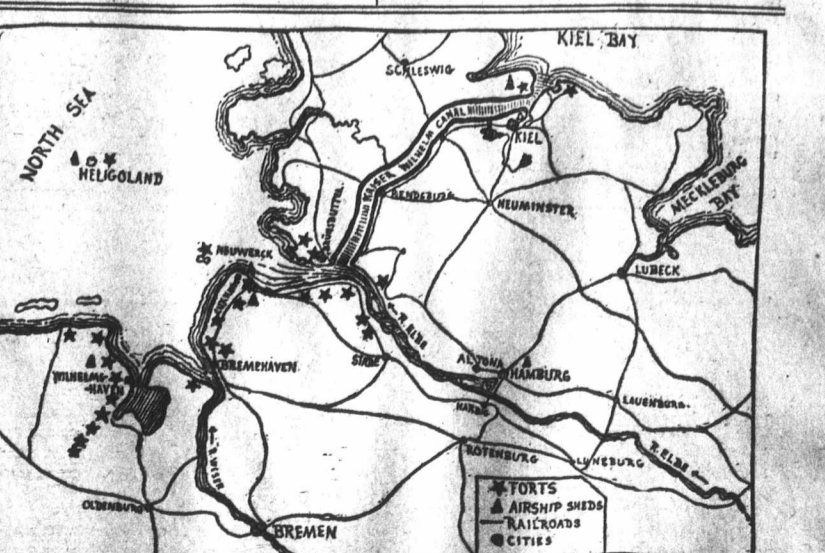 KIEL BAY
SCHLESWIG
NORTH SEA
KAISER WILHELM CANAL
KIEL
HELIGOLAND
RENDSBURG
NEUMINSTER
MECKLEBURG
BAY
BRÜNSBUTTEL
NEUWERCK
LUBECK
R. ELBE
STADE
ALTONA
HAMBURG
BREMEHAVEN
WILHELMS-
HAVEN
LAUENBURG.
ROTENBURG
LUNEBURG
R. ELBE
R. WESER
OLDENBURG
BREMEN
FORTS
AIRSHIP SHEDS
RAILROADS
CITIES